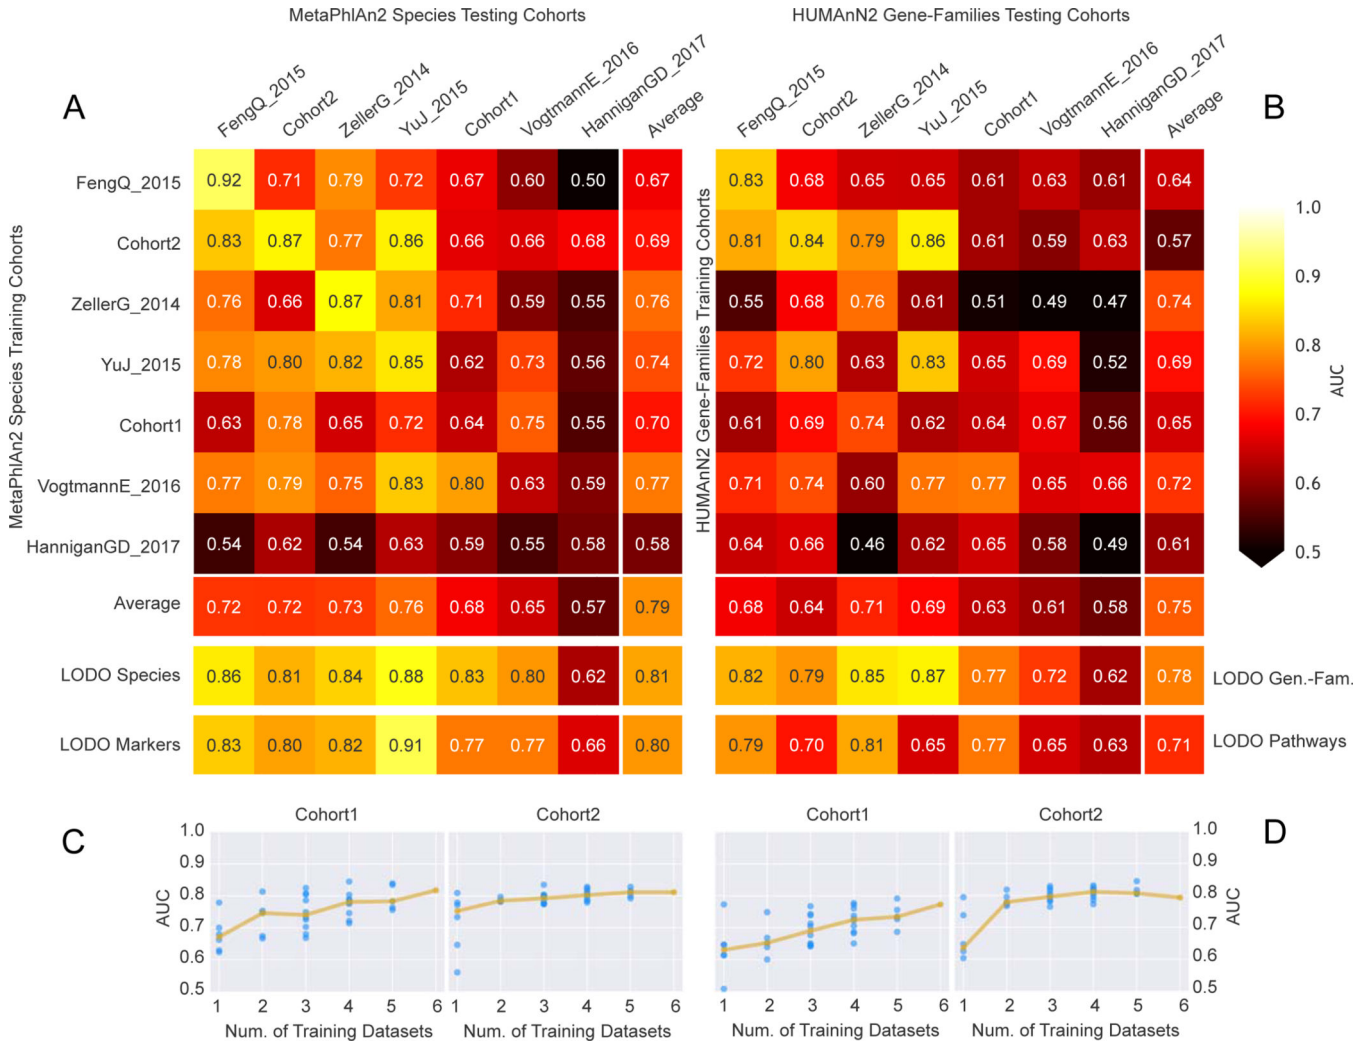 MetaPhlAn2 Species Testing Cohorts
HUMAnN2 Gene-Families Testing Cohorts
A
FengQ_2015
Cohort2
ZellerG_2014
YuJ_2015
Cohort1
VogtmannE_2016
HanniganGD_2017
Average
FengQ_2015
Cohort2
ZellerG_2014
YuJ_2015
Cohort1
VogtmannE_2016
HanniganGD_2017
Average
B
MetaPhlAn2 Species Training Cohorts
FengQ_2015 0.92 0.71 0.79 0.72 0.67 0.60 0.50 0.67
Cohort2 0.83 0.87 0.77 0.86 0.66 0.66 0.68 0.69
ZellerG_2014 0.76 0.66 0.87 0.81 0.71 0.59 0.55 0.76
YuJ_2015 0.78 0.80 0.82 0.85 0.62 0.73 0.56 0.74
Cohort1 0.63 0.78 0.65 0.72 0.64 0.75 0.55 0.70
VogtmannE_2016 0.77 0.79 0.75 0.83 0.80 0.63 0.59 0.77
HanniganGD_2017 0.54 0.62 0.54 0.63 0.59 0.55 0.58 0.58
Average 0.72 0.72 0.73 0.76 0.68 0.65 0.57 0.79
LODO Species 0.86 0.81 0.84 0.88 0.83 0.80 0.62 0.81
LODO Markers 0.83 0.80 0.82 0.91 0.77 0.77 0.66 0.80
HUMAnN2 Gene-Families Training Cohorts
0.83 0.68 0.65 0.65 0.61 0.63 0.61 0.64
0.81 0.84 0.79 0.86 0.61 0.59 0.63 0.57
0.55 0.68 0.76 0.61 0.51 0.49 0.47 0.74
0.72 0.80 0.63 0.83 0.65 0.69 0.52 0.69
0.61 0.69 0.74 0.62 0.64 0.67 0.56 0.65
0.71 0.74 0.60 0.77 0.77 0.65 0.66 0.72
0.64 0.66 0.46 0.62 0.65 0.58 0.49 0.61
0.68 0.64 0.71 0.69 0.63 0.61 0.58 0.75
0.82 0.79 0.85 0.87 0.77 0.72 0.62 0.78 LODO Gen.-Fam.
0.79 0.70 0.81 0.65 0.77 0.65 0.63 0.71 LODO Pathways
1.0
0.9
0.8
0.7
0.6
0.5
AUC
C
Cohort1
Cohort2
1.0
0.9
0.8
0.7
0.6
0.5
AUC
1 2 3 4 5 6
1 2 3 4 5 6
Num. of Training Datasets
Num. of Training Datasets
Cohort1
Cohort2
D
1.0
0.9
0.8
0.7
0.6
0.5
AUC
1 2 3 4 5 6
1 2 3 4 5 6
Num. of Training Datasets
Num. of Training Datasets